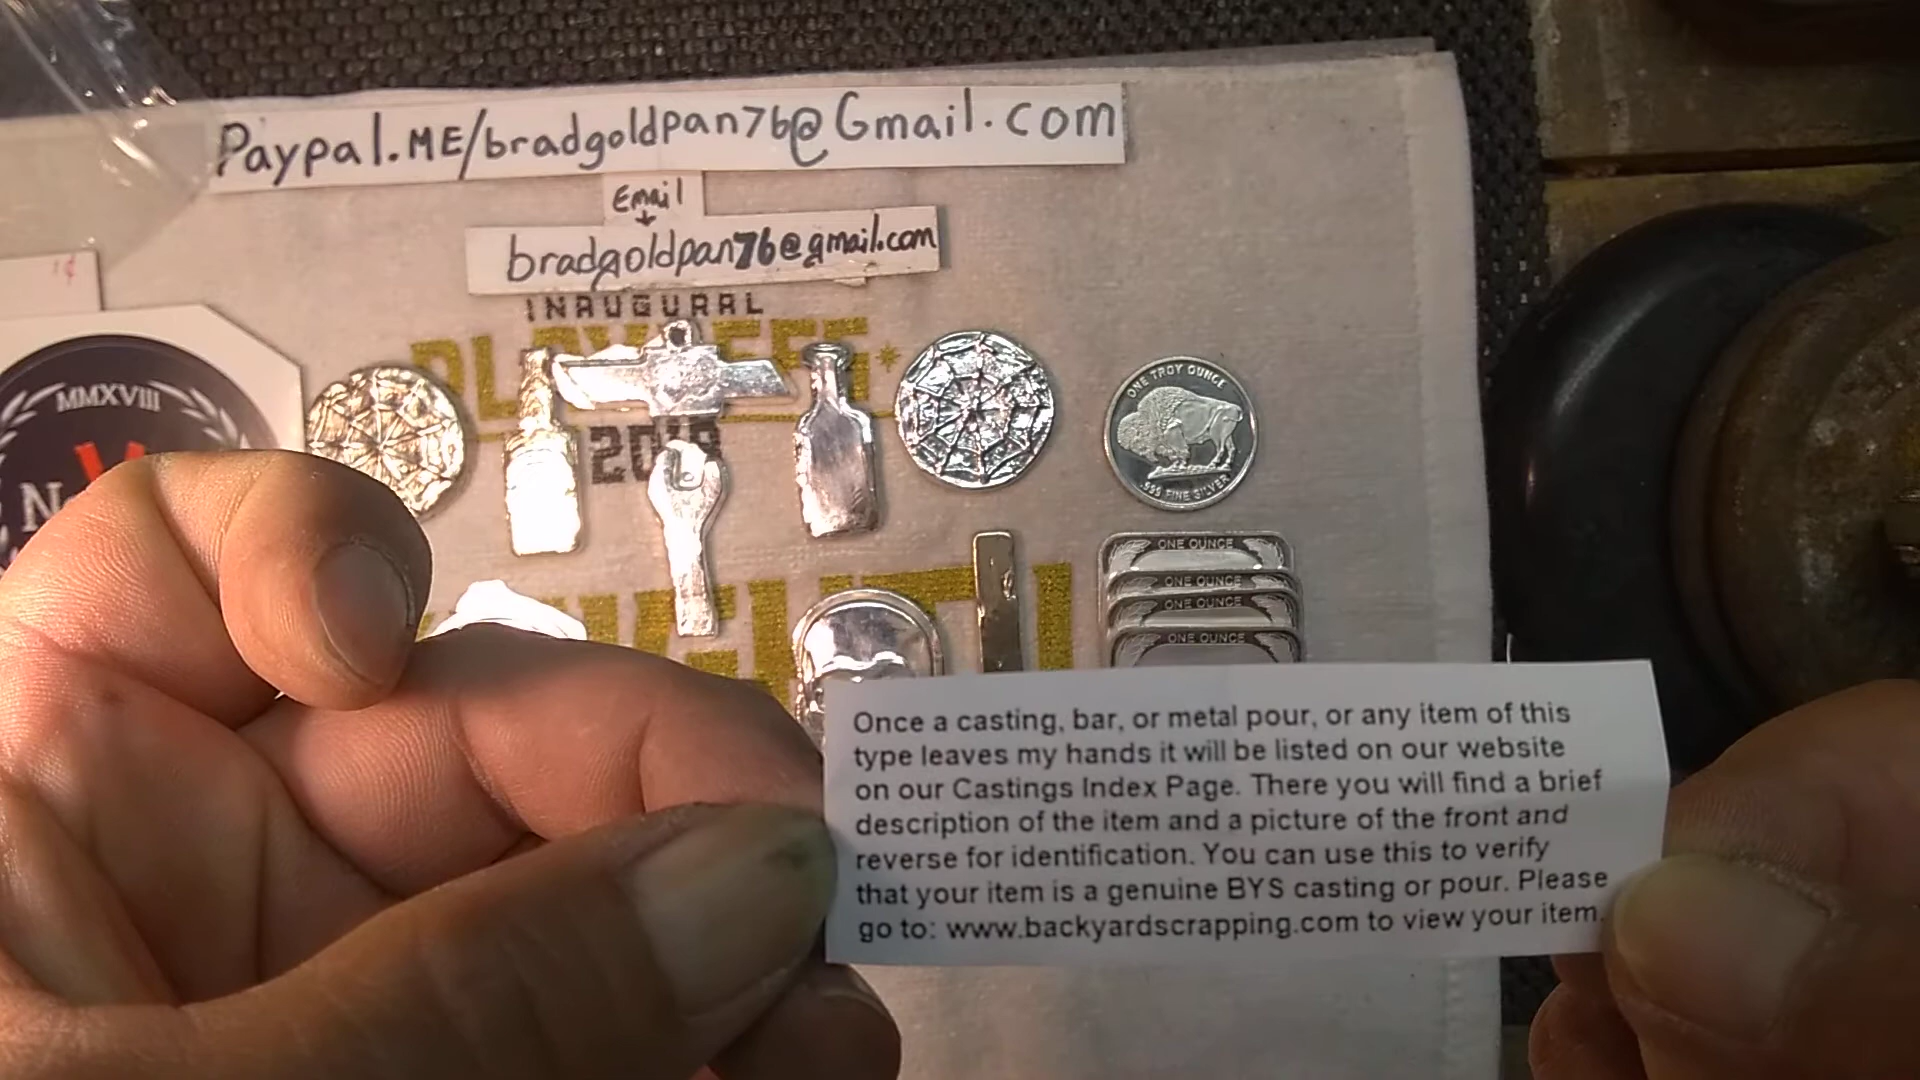 Paypal.ME/bradgoldpan76@Gmail.com
Email
bradgoldpan76@gmail.com
1¢
INAUGURAL
MMXVIII
N
ONE TROY OUNCE
.999 FINE SILVER
ONE OUNCE
ONE OUNCE
ONE OUNCE
ONE OUNCE
Once a casting, bar, or metal pour, or any item of this
type leaves my hands it will be listed on our website
on our Castings Index Page. There you will find a brief
description of the item and a picture of the front and
reverse for identification. You can use this to verify
that your item is a genuine BYS casting or pour. Please
go to: www.backyardscrapping.com to view your item.